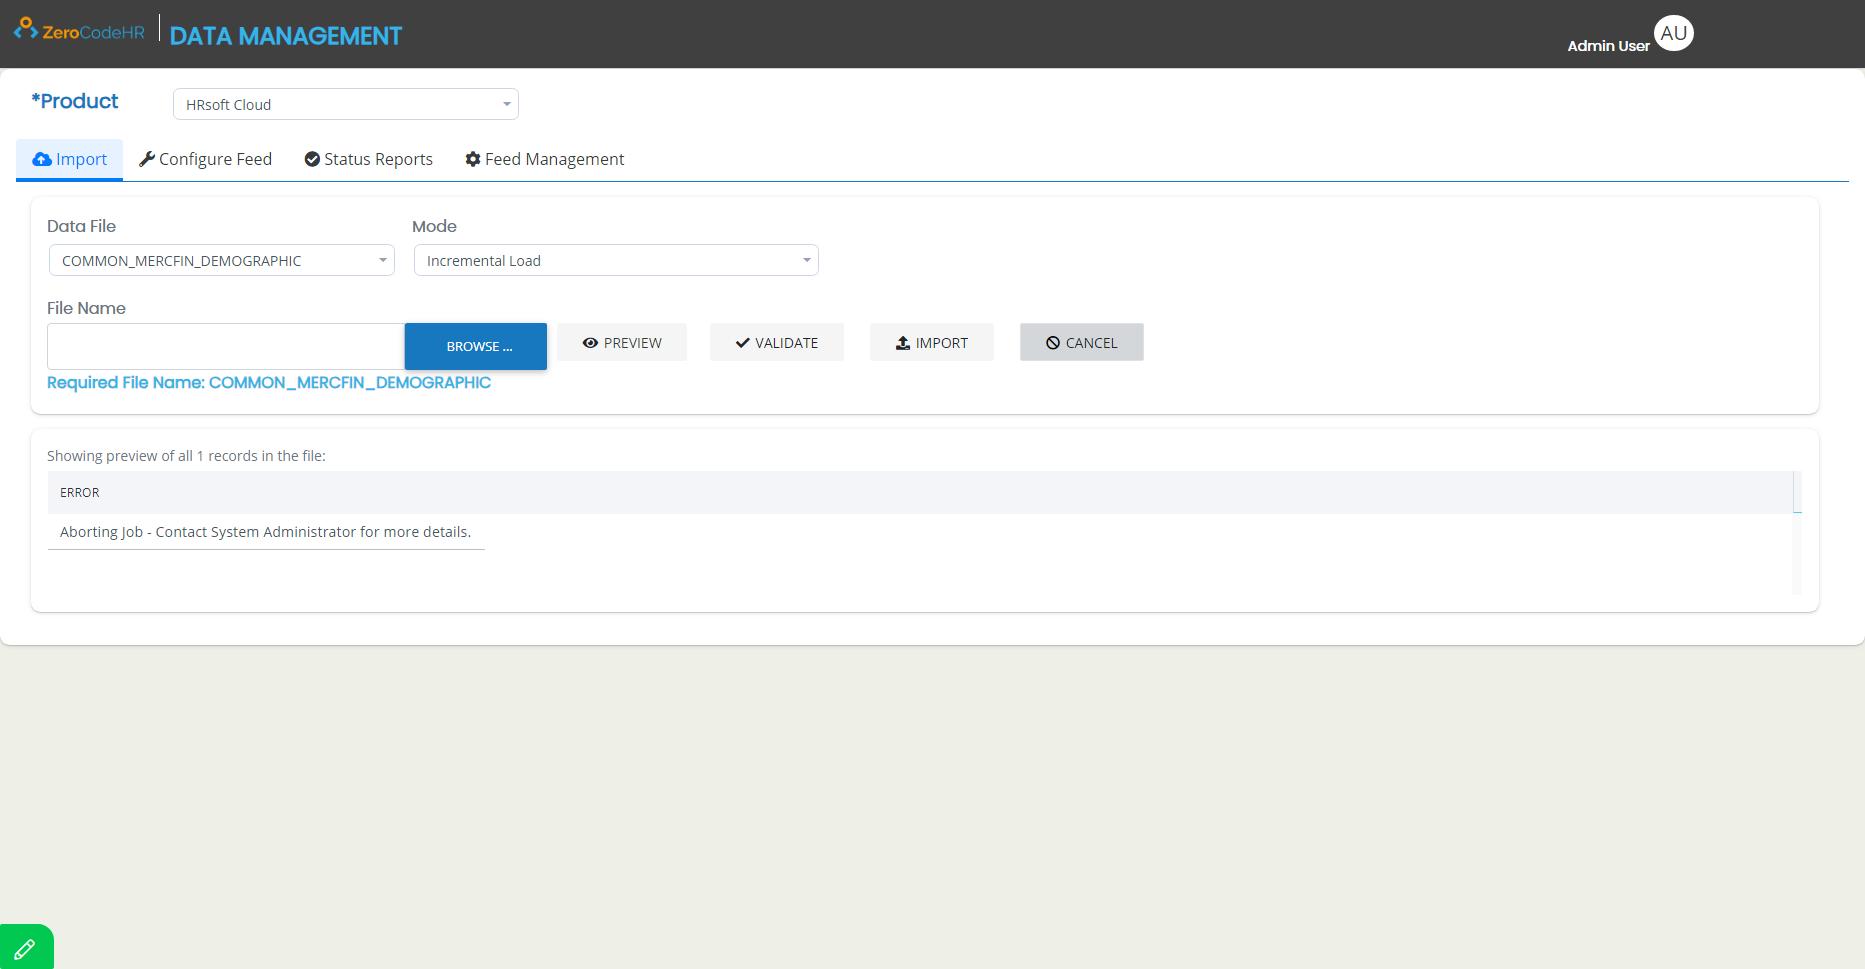 ZeroCodeHR
DATA MANAGEMENT
Admin User
AU
*Product
HRsoft Cloud
Import
Configure Feed
Status Reports
Feed Management
Data File
Mode
COMMON_MERCFIN_DEMOGRAPHIC
Incremental Load
File Name
BROWSE ...
PREVIEW
VALIDATE
IMPORT
CANCEL
Required File Name: COMMON_MERCFIN_DEMOGRAPHIC
Showing preview of all 1 records in the file:
ERROR
Aborting Job - Contact System Administrator for more details.